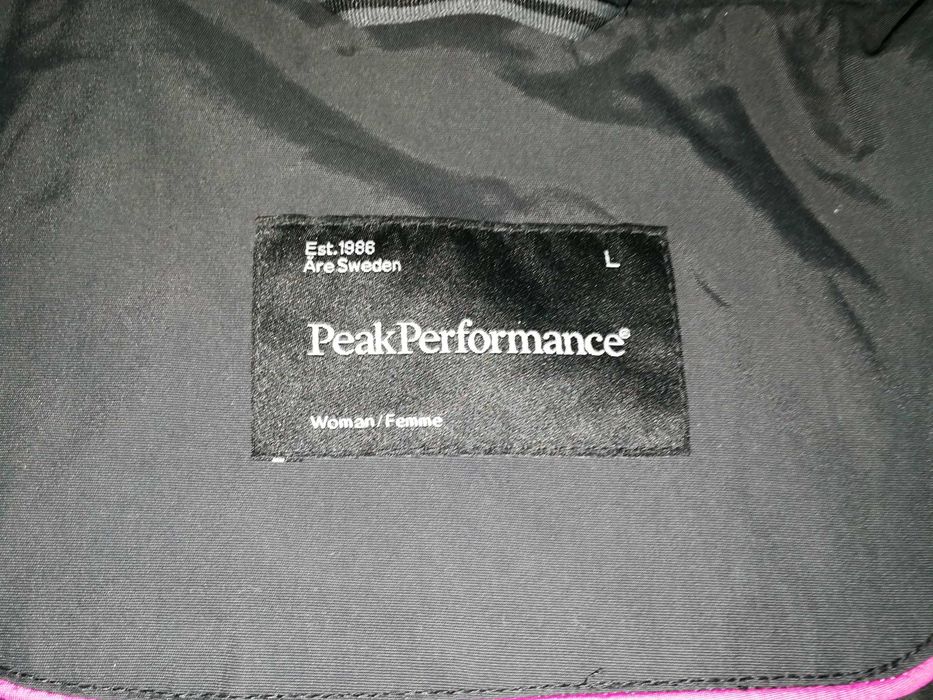 Est.1986
Åre Sweden
L
PeakPerformance®
Woman/Femme